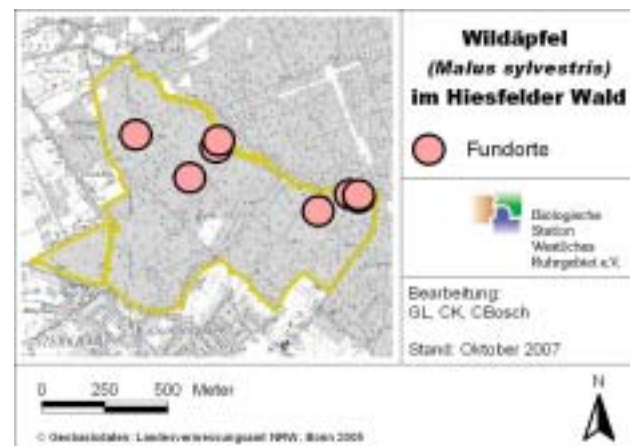 Wildäpfel
(Malus sylvestris)
im Hiesfelder Wald
Fundorte
Biologische
Station
Westliches
Ruhrgebiet e.V.
Bearbeitung:
GL, CK, CBosch
Stand: Oktober 2007
0 250 500 Meter
N
© Geobasisdaten: Landesvermessungsamt NRW, Bonn 2005